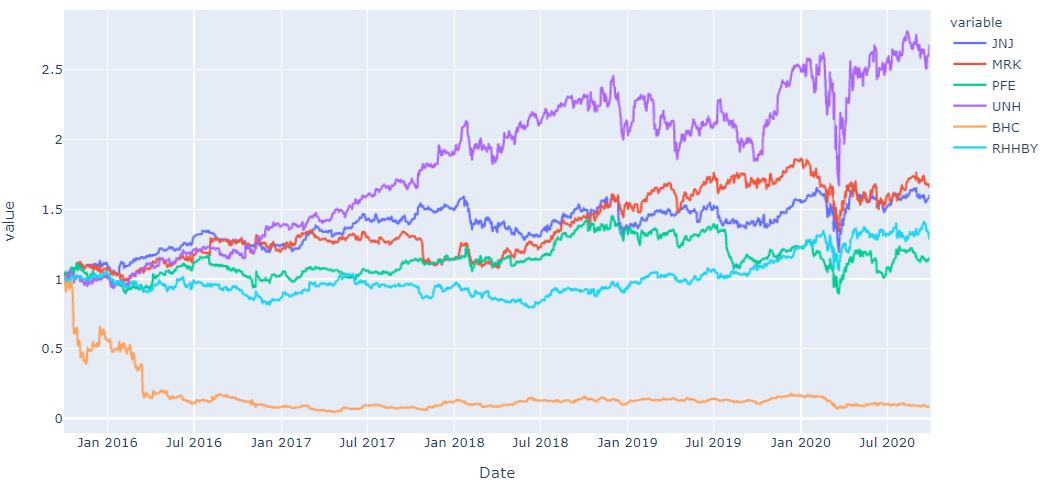 variable
JNJ
MRK
PFE
UNH
BHC
RHHBY
value
2.5
2
1.5
1
0.5
0
Jan 2016 Jul 2016 Jan 2017 Jul 2017 Jan 2018 Jul 2018 Jan 2019 Jul 2019 Jan 2020 Jul 2020
Date